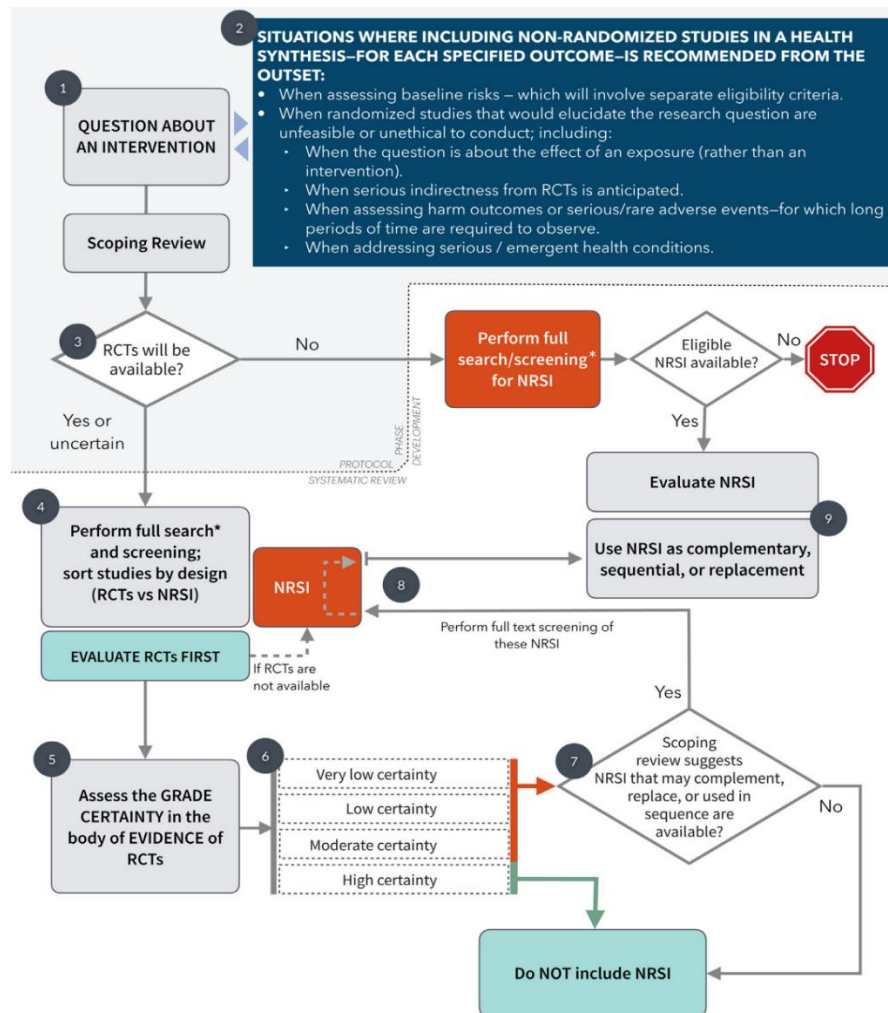 2
SITUATIONS WHERE INCLUDING NON-RANDOMIZED STUDIES IN A HEALTH
SYNTHESIS—FOR EACH SPECIFIED OUTCOME—IS RECOMMENDED FROM THE
OUTSET:
• When assessing baseline risks – which will involve separate eligibility criteria.
• When randomized studies that would elucidate the research question are
unfeasible or unethical to conduct; including:
‣ When the question is about the effect of an exposure (rather than an
intervention).
‣ When serious indirectness from RCTs is anticipated.
‣ When assessing harm outcomes or serious/rare adverse events—for which long
periods of time are required to observe.
‣ When addressing serious / emergent health conditions.
1
QUESTION ABOUT
AN INTERVENTION
Scoping Review
3
RCTs will be
available?
No
Yes or
uncertain
Perform full
search/screening*
for NRSI
Eligible
NRSI available?
No
STOP
Yes
PROTOCOL
PHASE
DEVELOPMENT
SYSTEMATIC REVIEW
Evaluate NRSI
9
Use NRSI as complementary,
sequential, or replacement
4
Perform full search*
and screening;
sort studies by design
(RCTs vs NRSI)
EVALUATE RCTs FIRST
NRSI
If RCTs are
not available
8
Perform full text screening of
these NRSI
Yes
5
Assess the GRADE
CERTAINTY in the
body of EVIDENCE of
RCTs
6
Very low certainty
Low certainty
Moderate certainty
High certainty
7
Scoping
review suggests
NRSI that may complement,
replace, or used in
sequence are
available?
No
Do NOT include NRSI